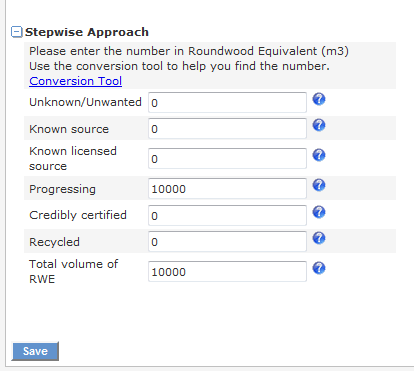 Stepwise Approach
Please enter the number in Roundwood Equivalent (m3)
Use the conversion tool to help you find the number.
Conversion Tool
Unknown/Unwanted 0 ?
Known source 0 ?
Known licensed
source 0 ?
Progressing 10000 ?
Credibly certified 0 ?
Recycled 0 ?
Total volume of
RWE 10000 ?
Save